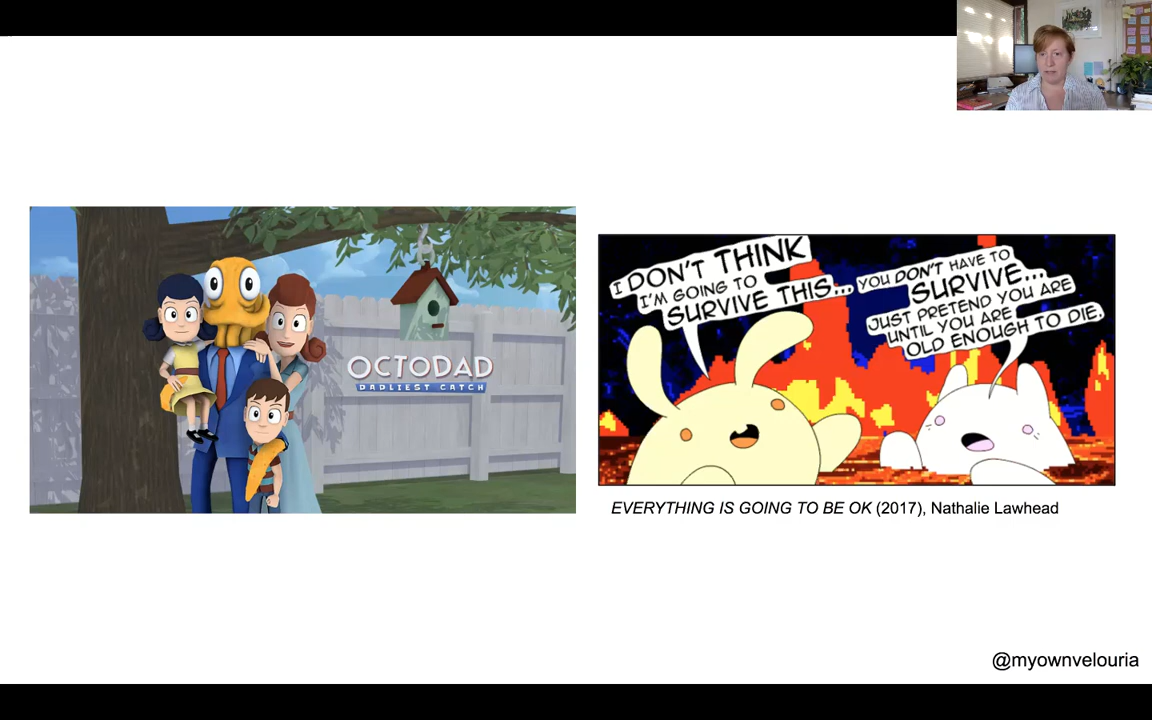 OCTODAD
DADLIEST CATCH
I DON'T THINK
I'M GOING TO
SURVIVE THIS...
YOU DON'T HAVE TO
SURVIVE...
JUST PRETEND YOU ARE
UNTIL YOU ARE
OLD ENOUGH TO DIE.
EVERYTHING IS GOING TO BE OK (2017), Nathalie Lawhead
@myownvelouria